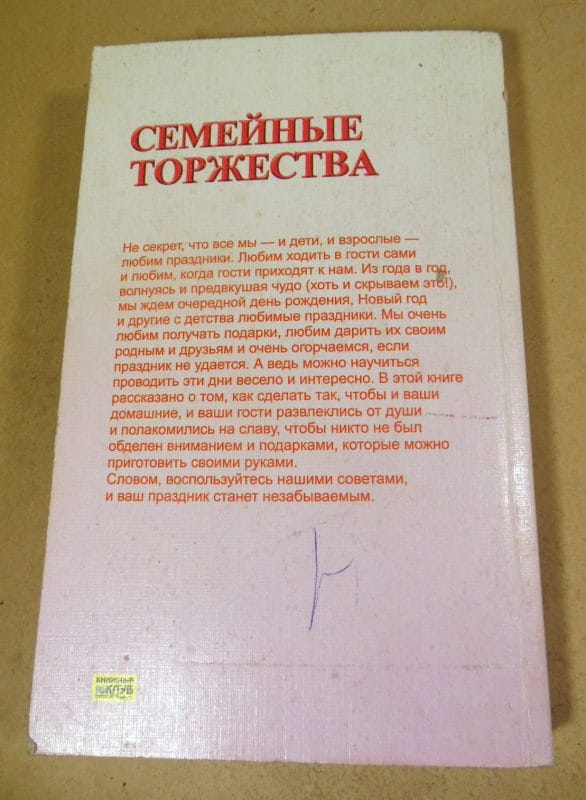 СЕМЕЙНЫЕ
ТОРЖЕСТВА
Не секрет, что все мы — и дети, и взрослые —
любим праздники. Любим ходить в гости сами
и любим, когда гости приходят к нам. Из года в год,
волнуясь и предвкушая чудо (хоть и скрываем это!),
мы ждем очередной день рождения, Новый год
и другие с детства любимые праздники. Мы очень
любим получать подарки, любим дарить их своим
родным и друзьям и очень огорчаемся, если
праздник не удается. А ведь можно научиться
проводить эти дни весело и интересно. В этой книге
рассказано о том, как сделать так, чтобы и ваши
домашние, и ваши гости развлеклись от души
и полакомились на славу, чтобы никто не был
обделен вниманием и подарками, которые можно
приготовить своими руками.
Словом, воспользуйтесь нашими советами,
и ваш праздник станет незабываемым.
КНИЖНЫЙ
КЛУБ